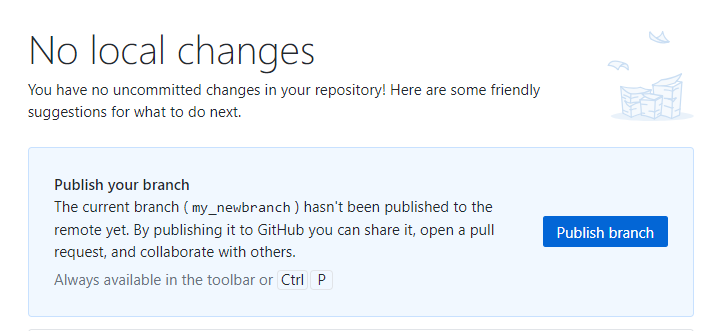 No local changes
You have no uncommitted changes in your repository! Here are some friendly
suggestions for what to do next.
Publish your branch
The current branch ( my_newbranch ) hasn't been published to the
remote yet. By publishing it to GitHub you can share it, open a pull
request, and collaborate with others.
Publish branch
Always available in the toolbar or Ctrl P